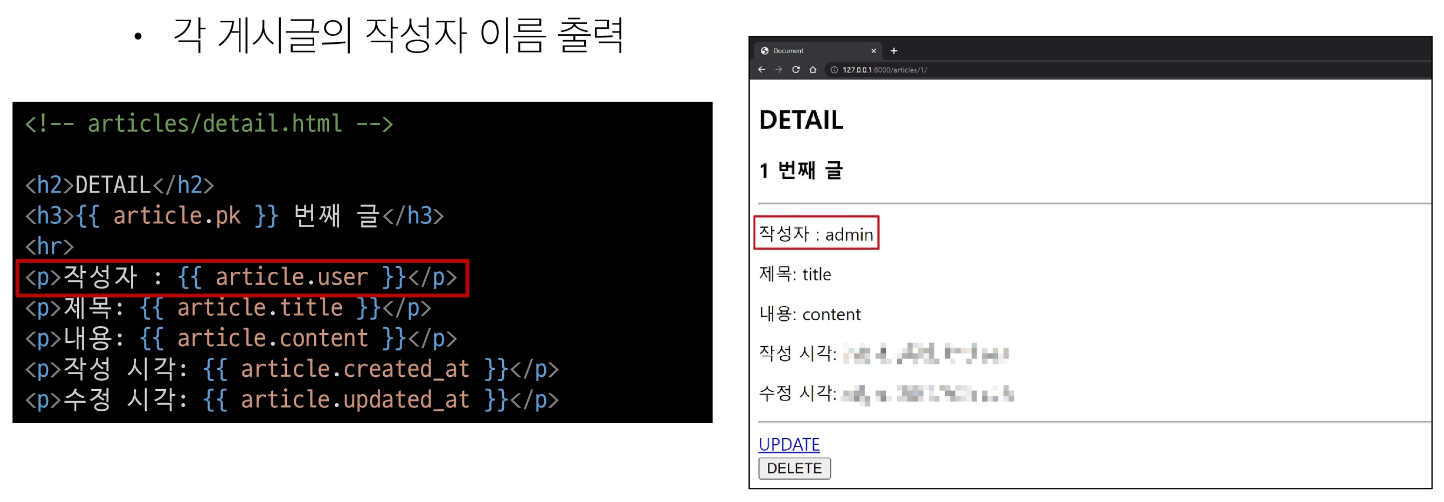 • 각 게시글의 작성자 이름 출력
<!-- articles/detail.html -->
<h2>DETAIL</h2>
<h3>{{ article.pk }} 번째 글</h3>
<hr>
<p>작성자 : {{ article.user }}</p>
<p>제목: {{ article.title }}</p>
<p>내용: {{ article.content }}</p>
<p>작성 시각: {{ article.created_at }}</p>
<p>수정 시각: {{ article.updated_at }}</p>
Document
127.0.0.1:8000/articles/1/
DETAIL
1 번째 글
작성자 : admin
제목: title
내용: content
작성 시각:
수정 시각:
UPDATE
DELETE